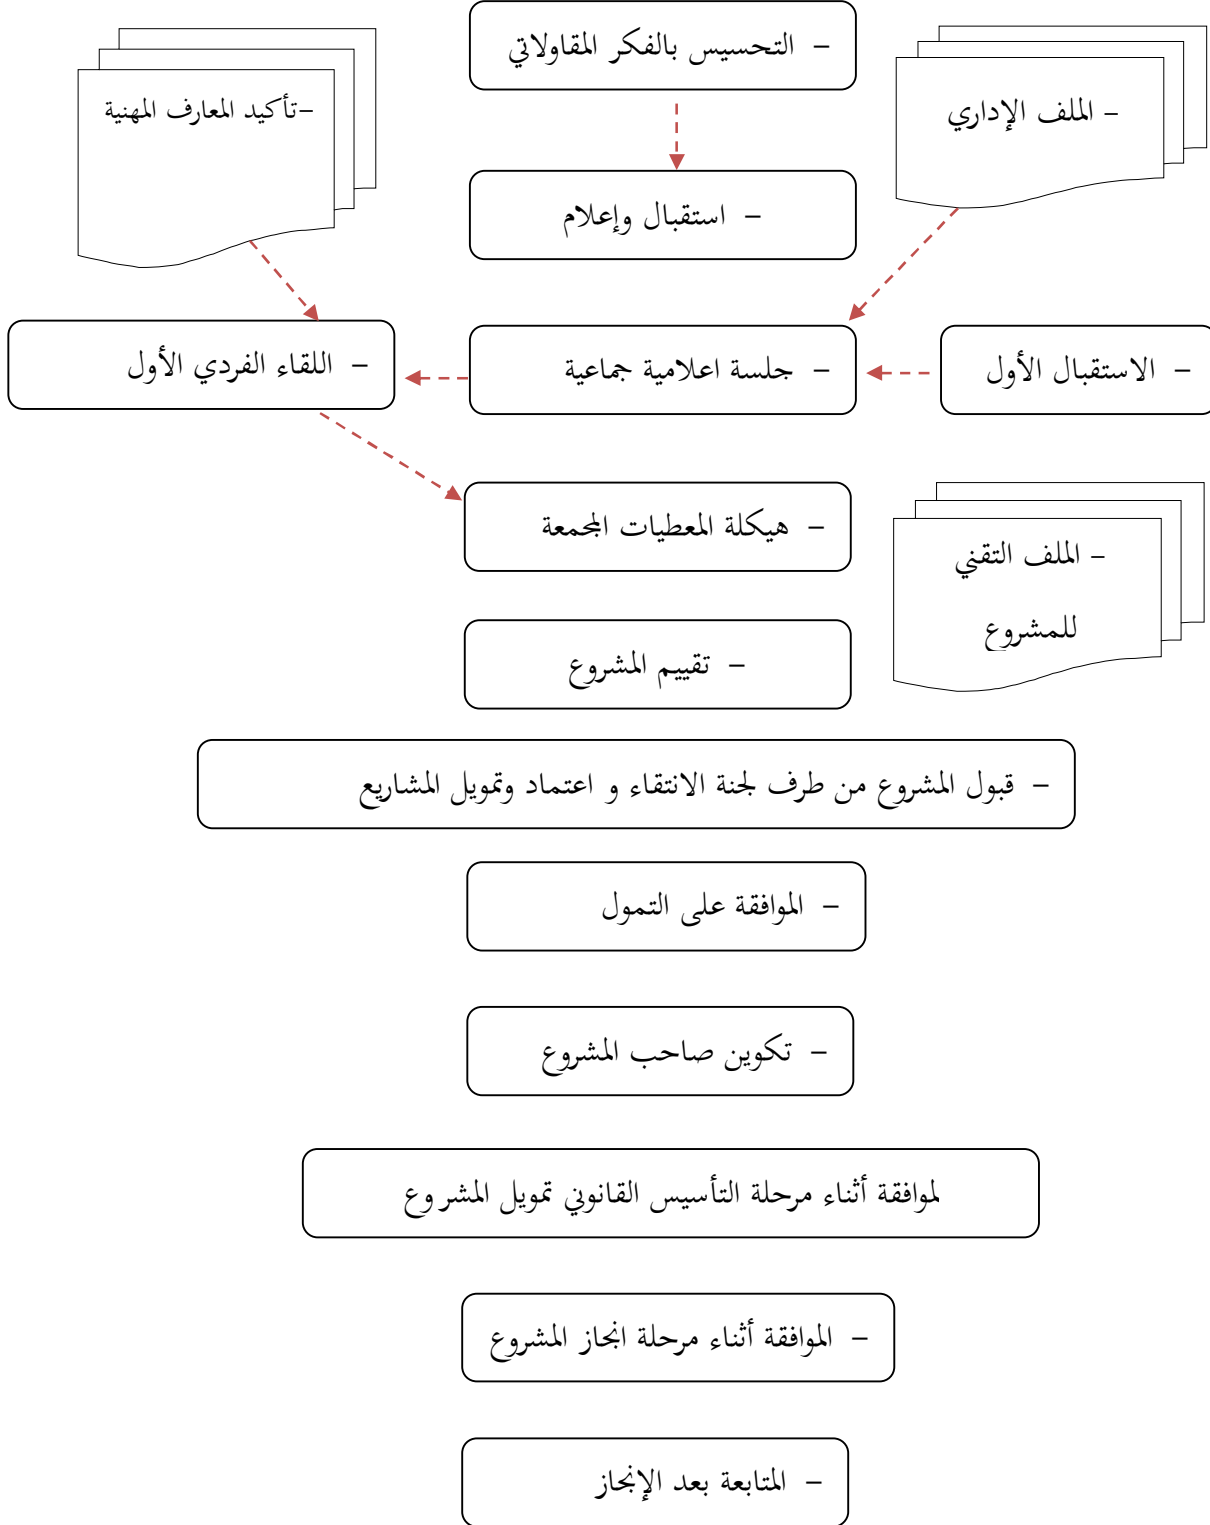 - التحسيس بالفكر المقاولاتي
- الملف الإداري
-تأكيد المعارف المهنية
- استقبال وإعلام
- الاستقبال الأول
- جلسة اعلامية جماعية
- اللقاء الفردي الأول
- هيكلة المعطيات المجمعة
- الملف التقني
للمشروع
- تقييم المشروع
- قبول المشروع من طرف لجنة الانتقاء و اعتماد وتمويل المشاريع
- الموافقة على التمول
- تكوين صاحب المشروع
لموافقة أثناء مرحلة التأسيس القانوني تمويل المشر وع
- الموافقة أثناء مرحلة انجاز المشروع
- المتابعة بعد الإنجاز